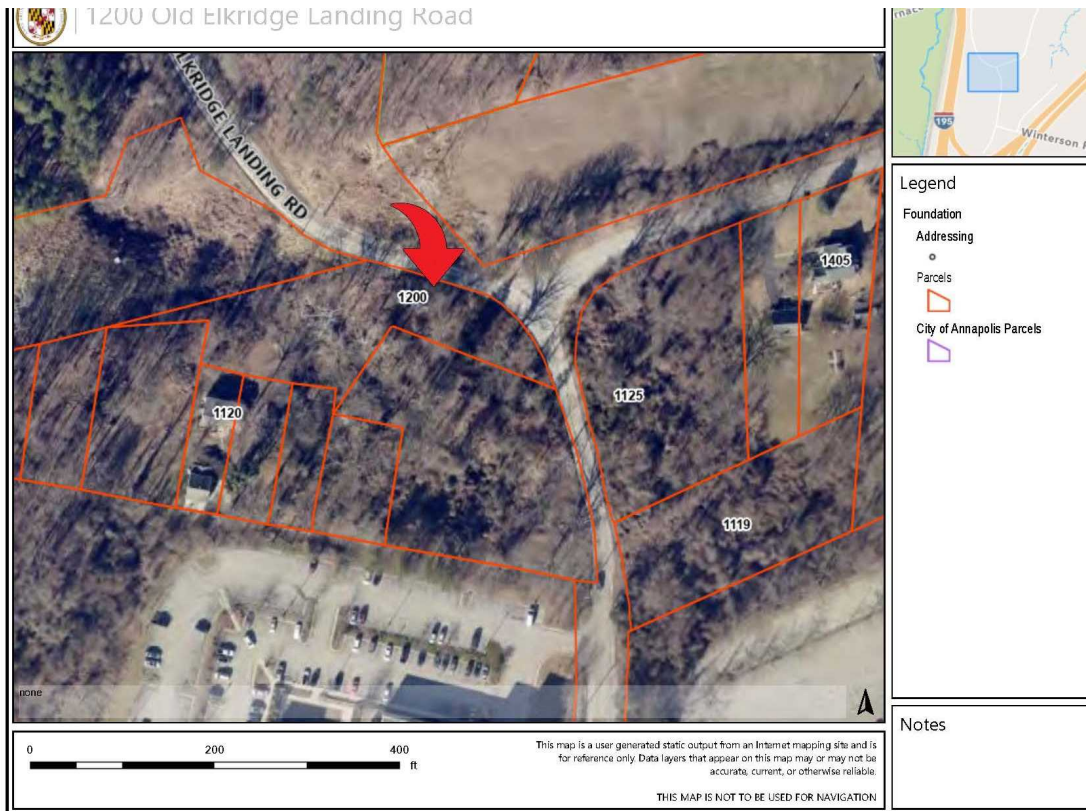 1200 Old Elkridge Landing Road
LKRIDGE LANDING RD
1200
1120
1125
1405
1119
none
195
Winterson
Legend
Foundation
Addressing
Parcels
City of Annapolis Parcels
Notes
0 200 400
ft
This map is a user generated static output from an Internet mapping site and is
for reference only. Data layers that appear on this map may or may not be
accurate, current, or otherwise reliable.
THIS MAP IS NOT TO BE USED FOR NAVIGATION